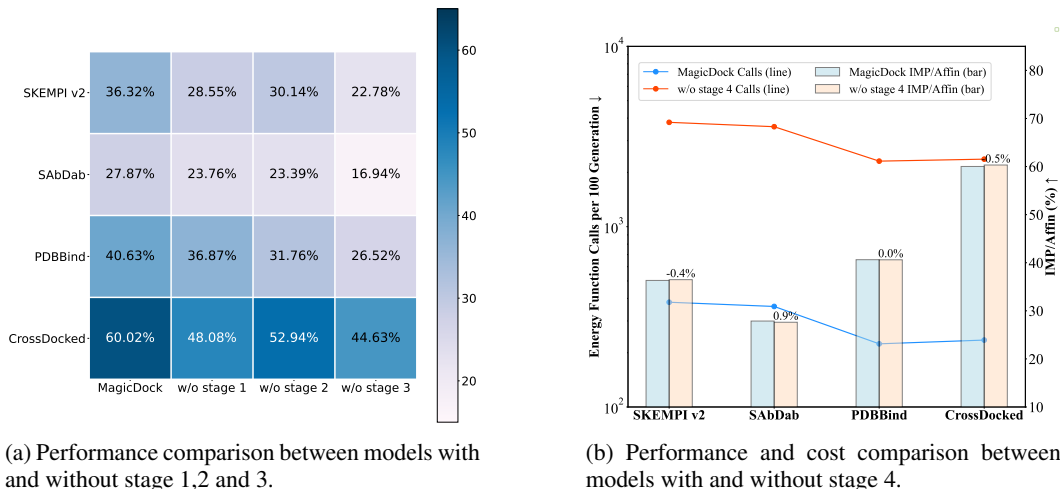 SKEMPI v2
36.32% 28.55% 30.14% 22.78%
SAbDab
27.87% 23.76% 23.39% 16.94%
PDBBind
40.63% 36.87% 31.76% 26.52%
CrossDocked
60.02% 48.08% 52.94% 44.63%
MagicDock w/o stage 1 w/o stage 2 w/o stage 3
60
50
40
30
20
(a) Performance comparison between models with
and without stage 1,2 and 3.
Energy Function Calls per 100 Generation ↓
10⁴
10³
10²
MagicDock Calls (line)
w/o stage 4 Calls (line)
MagicDock IMP/Affin (bar)
w/o stage 4 IMP/Affin (bar)
-0.4%
0.9%
0.0%
-0.5%
SKEMPI v2 SAbDab PDBBind CrossDocked
80
70
60
50
40
30
20
10
IMP/Affin (%) ↑
(b) Performance and cost comparison between
models with and without stage 4.